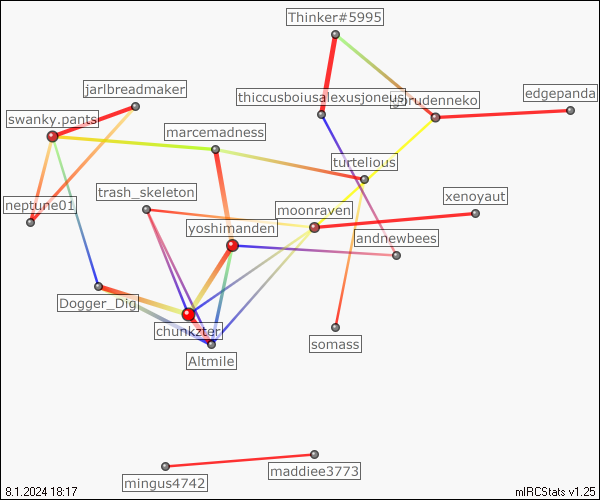 Thinker#5995
jarlbreadmaker
edgepanda
thiccusboiusalexusjoneus
swanky.pants
marcemadness
turtelious
trash_skeleton
xenoyaut
neptune01
moonraven
yoshimanden
andnewbees
Dogger_Dig
chunkzter
somass
Altmile
maddiee3773
mingus4742
8.1.2024 18:17
mIRCStats v1.25